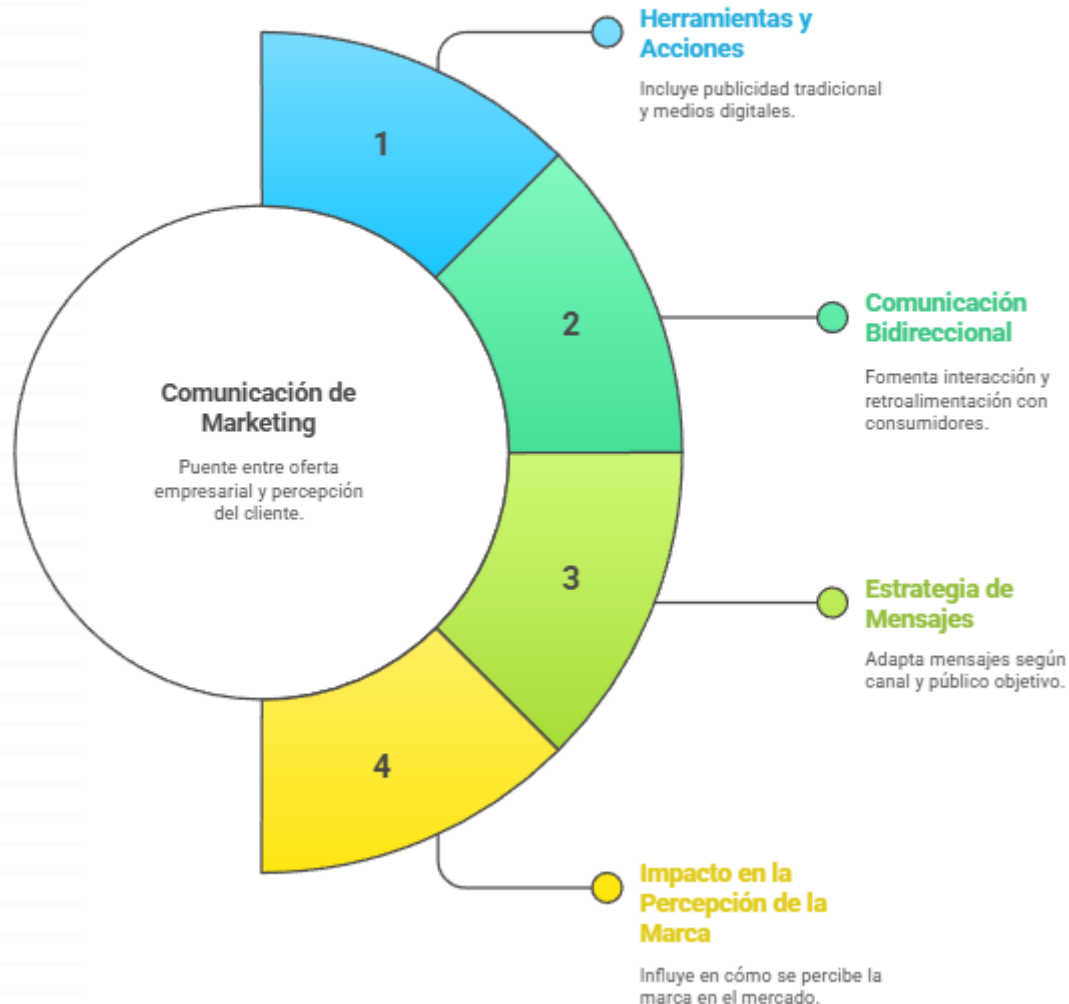 Herramientas y
Acciones
Incluye publicidad tradicional
y medios digitales.
1
2
Comunicación
Bidireccional
Fomenta interacción y
retroalimentación con
consumidores.
Comunicación de
Marketing
Puente entre oferta
empresarial y percepción
del cliente.
3
Estrategia de
Mensajes
Adapta mensajes según
canal y público objetivo.
4
Impacto en la
Percepción de la
Marca
Influye en cómo se percibe la
marca en el mercado.